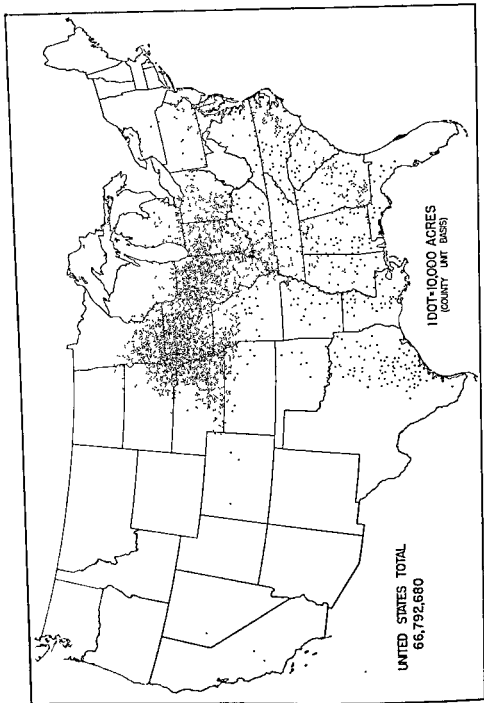 1 DOT=10,000 ACRES
(COUNTY UNIT BASIS)
UNITED STATES TOTAL
66,792,680